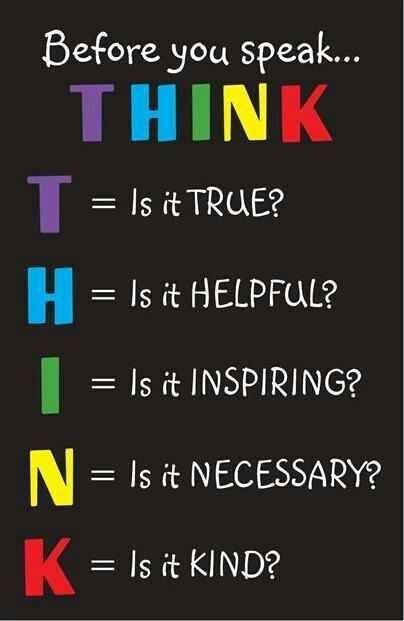 Before you speak...
THINK
T = Is it TRUE?
H = Is it HELPFUL?
I = Is it INSPIRING?
N = Is it NECESSARY?
K = Is it KIND?